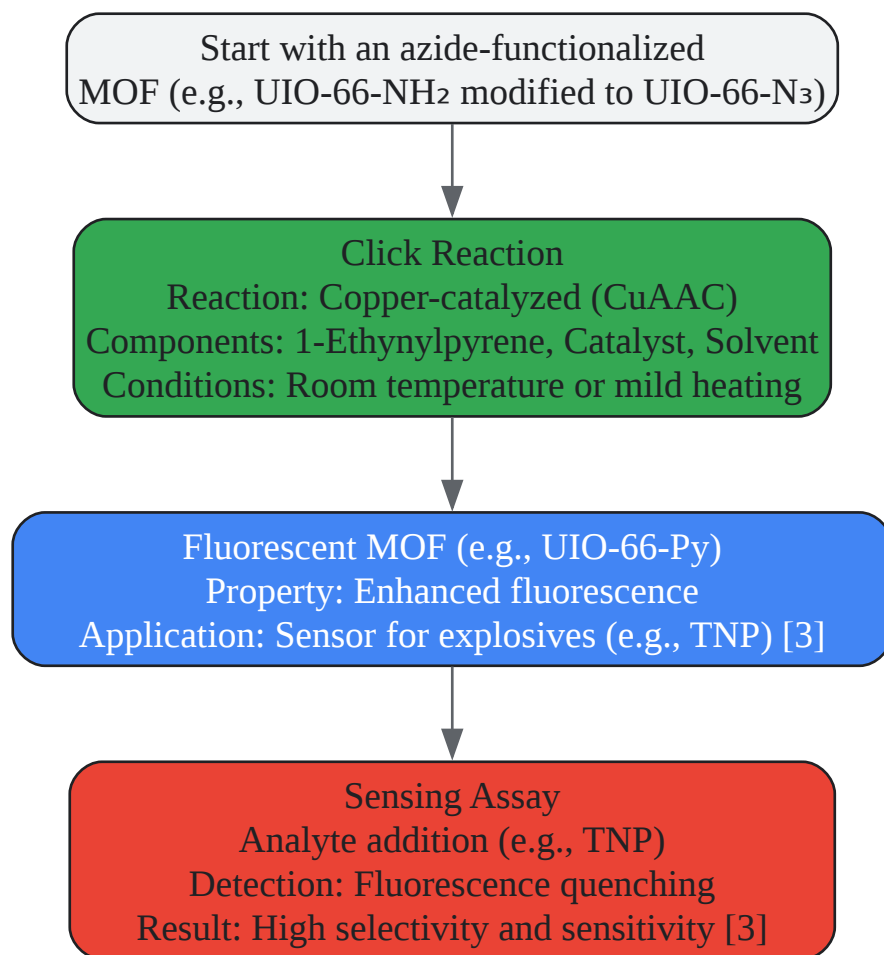 Start with an azide-functionalized
MOF (e.g., UIO-66-NH₂ modified to UIO-66-N₃)
Click Reaction
Reaction: Copper-catalyzed (CuAAC)
Components: 1-Ethynylpyrene, Catalyst, Solvent
Conditions: Room temperature or mild heating
Fluorescent MOF (e.g., UIO-66-Py)
Property: Enhanced fluorescence
Application: Sensor for explosives (e.g., TNP) [3]
Sensing Assay
Analyte addition (e.g., TNP)
Detection: Fluorescence quenching
Result: High selectivity and sensitivity [3]